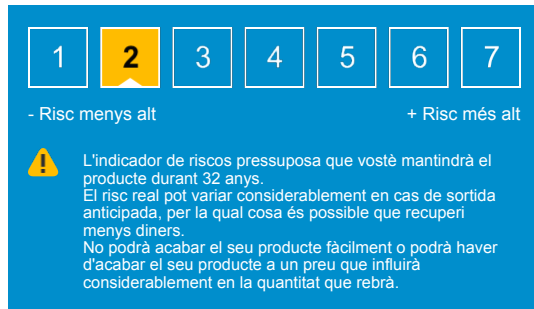 1 2 3 4 5 6 7
- Risc menys alt + Risc més alt
! L'indicador de riscos pressuposa que vostè mantindrà el
producte durant 32 anys.
El risc real pot variar considerablement en cas de sortida
anticipada, per la qual cosa és possible que recuperi
menys diners.
No podrà acabar el seu producte fàcilment o podrà haver
d'acabar el seu producte a un preu que influirà
considerablement en la quantitat que rebrà.